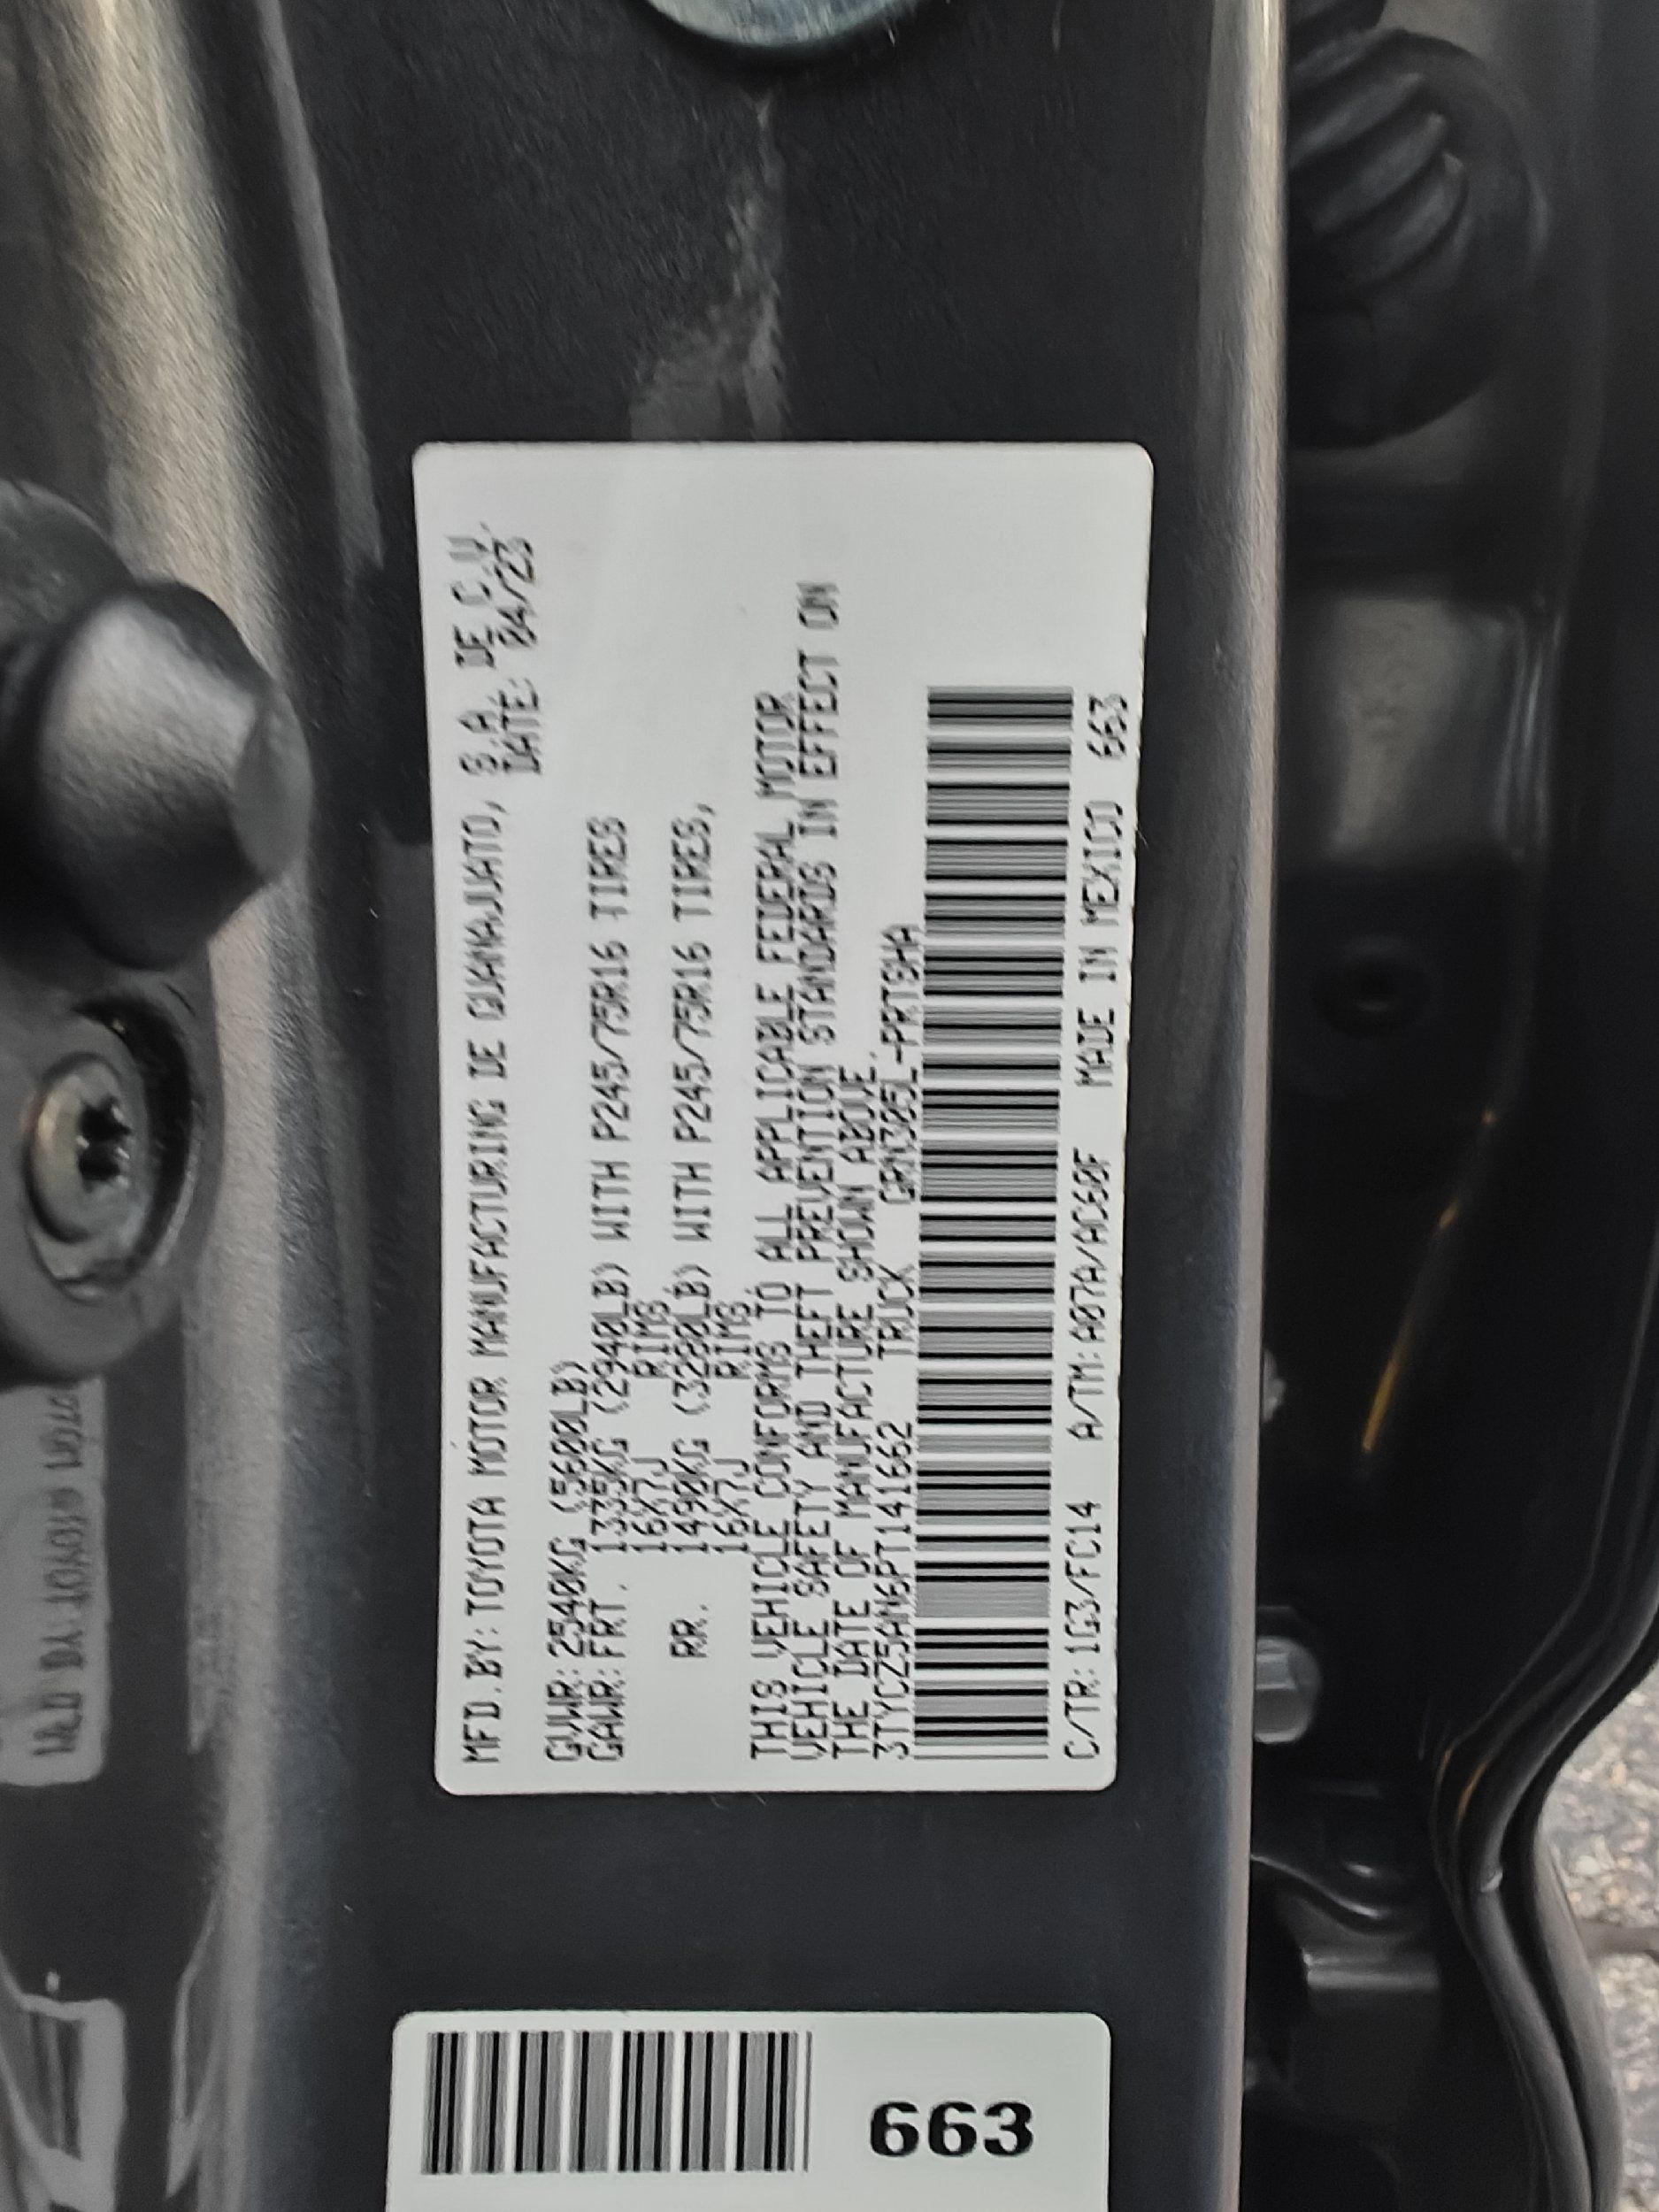 MFD.BY:TOYOTA MOTOR MANUFACTURING DE GUANAJUATO, S.A. DE C.V.
DATE: 04/23
GVWR:2540KG (5600LB)
GAWR:FRT. 1335KG (2940LB) WITH P245/75R16 TIRES
16X7J RIMS,
RR. 1490KG (3280LB) WITH P245/75R16 TIRES,
16X7J RIMS,
THIS VEHICLE CONFORMS TO ALL APPLICABLE FEDERAL MOTOR
VEHICLE SAFETY AND THEFT PREVENTION STANDARDS IN EFFECT ON
THE DATE OF MANUFACTURE SHOWN ABOVE.
3TYCZ5AN6PT141662 TRUCK GRN305L-PRTSHA
C/TR:1G3/FC14 A/TM:A07A/AC60F MADE IN MEXICO 663
663